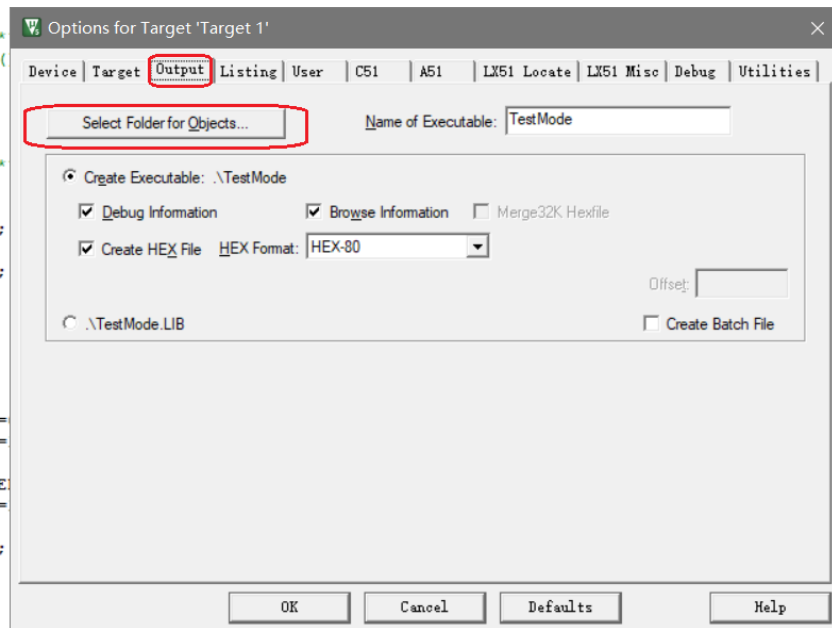 Options for Target 'Target 1'
Device Target Output Listing User C51 A51 LX51 Locate LX51 Misc Debug Utilities
Select Folder for Objects... Name of Executable: TestMode
Create Executable: .\TestMode
Debug Information Browse Information Merge32K Hexfile
Create HEX File HEX Format: HEX-80
Offset:
.\TestMode.LIB Create Batch File
OK Cancel Defaults Help